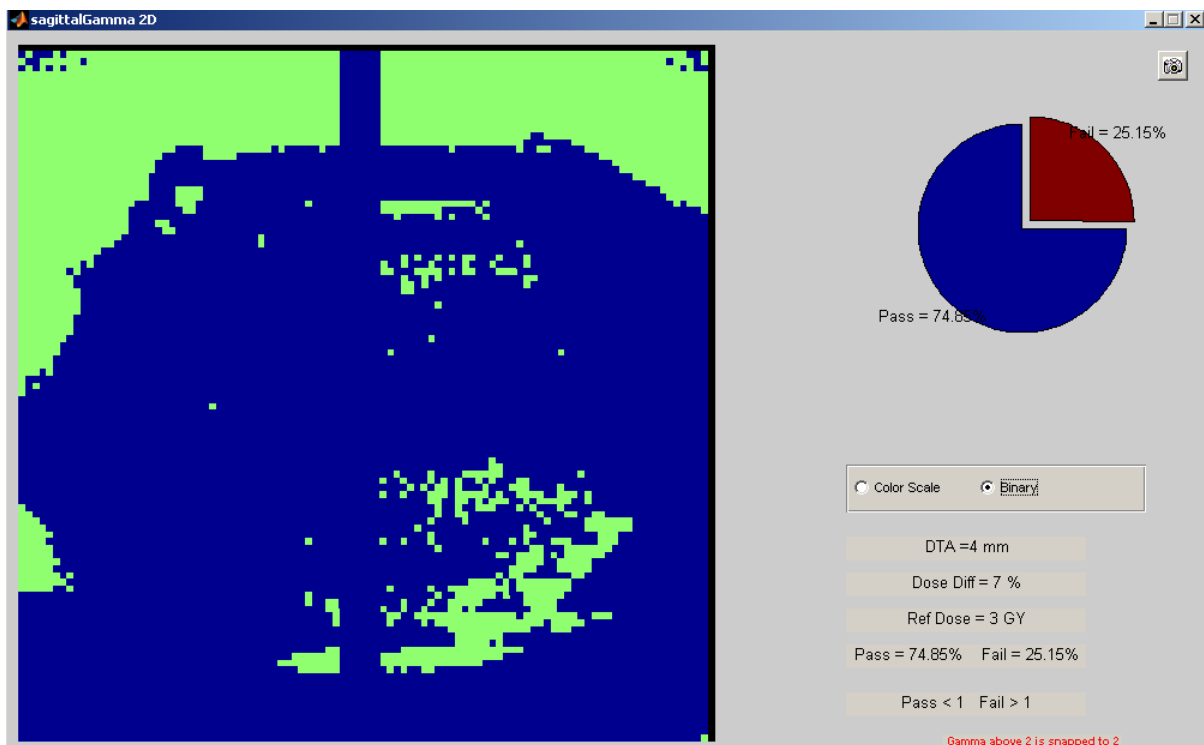 sagittalGamma 2D
Fail = 25.15%
Pass = 74.85%
Color Scale Binary
DTA =4 mm
Dose Diff = 7 %
Ref Dose = 3 GY
Pass = 74.85% Fail = 25.15%
Pass < 1 Fail > 1
Gamma above 2 is snapped to 2